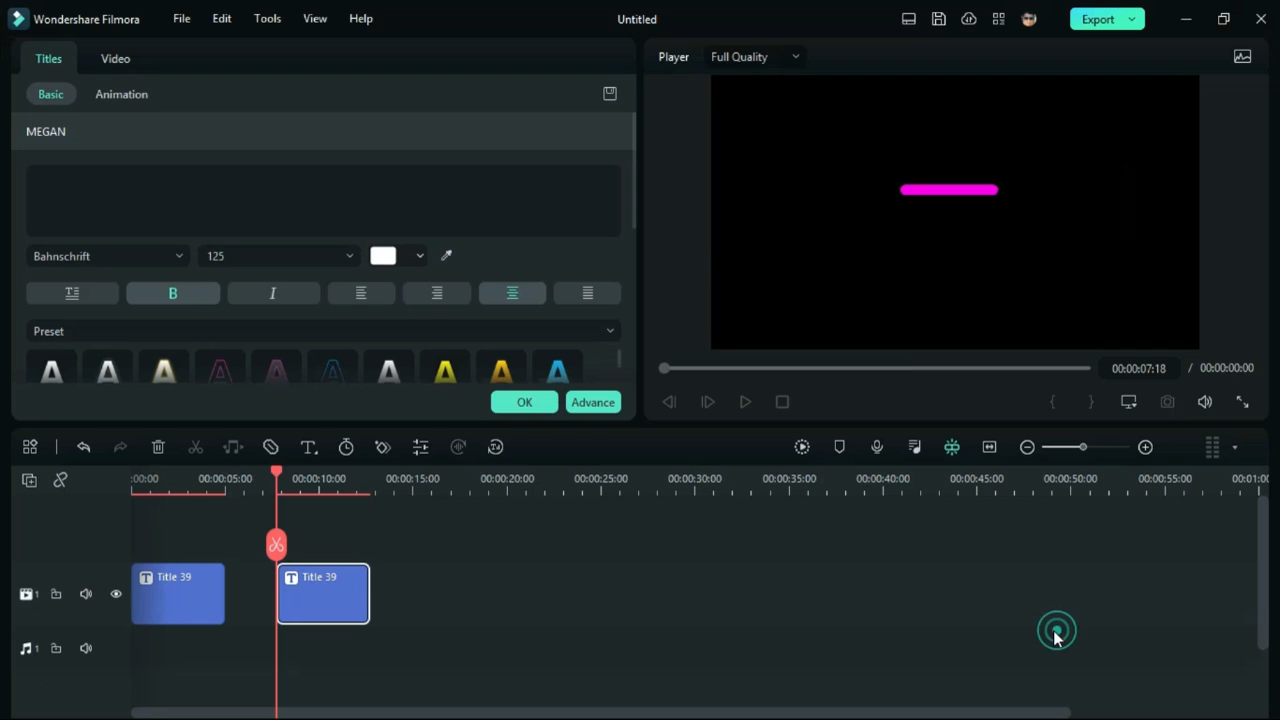 Wondershare Filmora File Edit Tools View Help Untitled Export
Titles Video
Player Full Quality
Basic Animation
MEGAN
Bahnschrift 125
B I
Preset
A A A A A A A A A A
OK Advance
00:00:07:18 / 00:00:00:00
:00:00 00:00:05:00 00:00:10:00 00:00:15:00 00:00:20:00 00:00:25:00 00:00:30:00 00:00:35:00 00:00:40:00 00:00:45:00 00:00:50:00 00:00:55:00 00:01:0
T Title 39 T Title 39
1
1